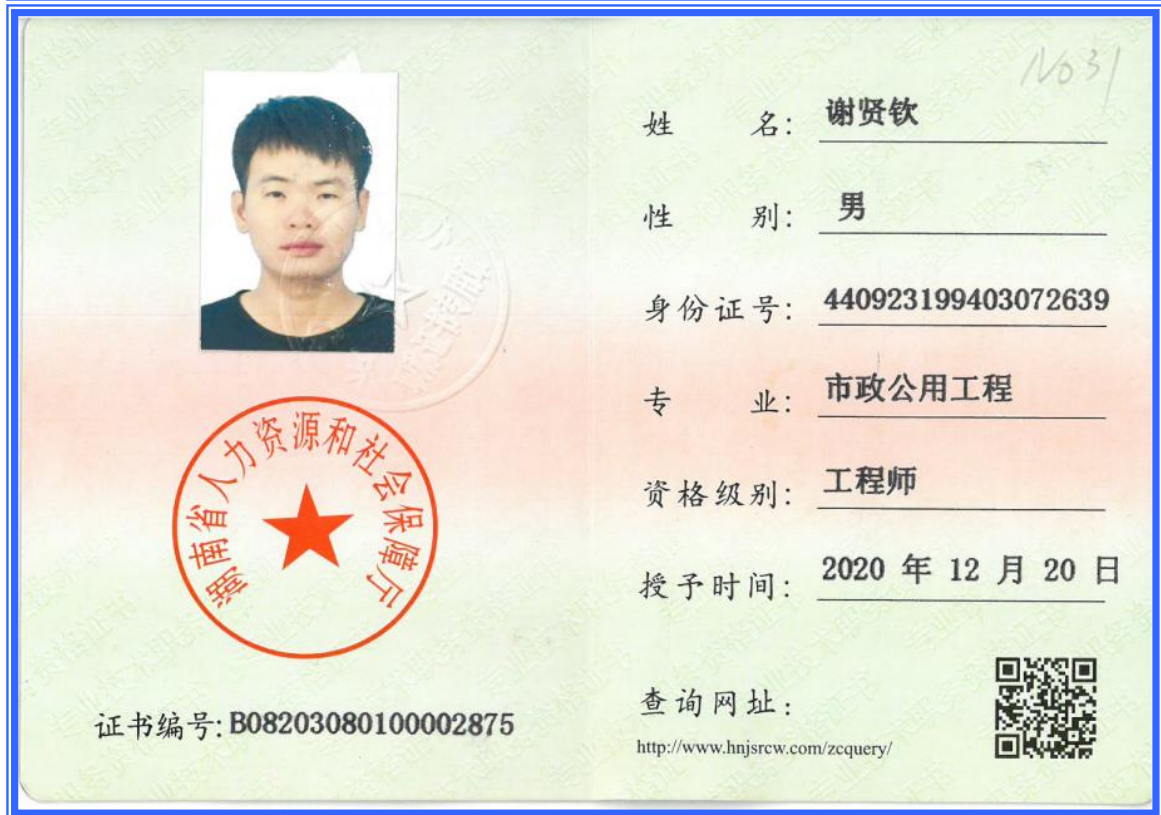 No31
姓 名: 谢贤钦
性 别: 男
身份证号: 440923199403072639
专 业: 市政公用工程
资格级别: 工程师
授予时间: 2020 年 12 月 20 日
查询网址:
http://www.hnjsrcw.com/zcquery/
湖南省人力资源和社会保障厅
证书编号: B08203080100002875